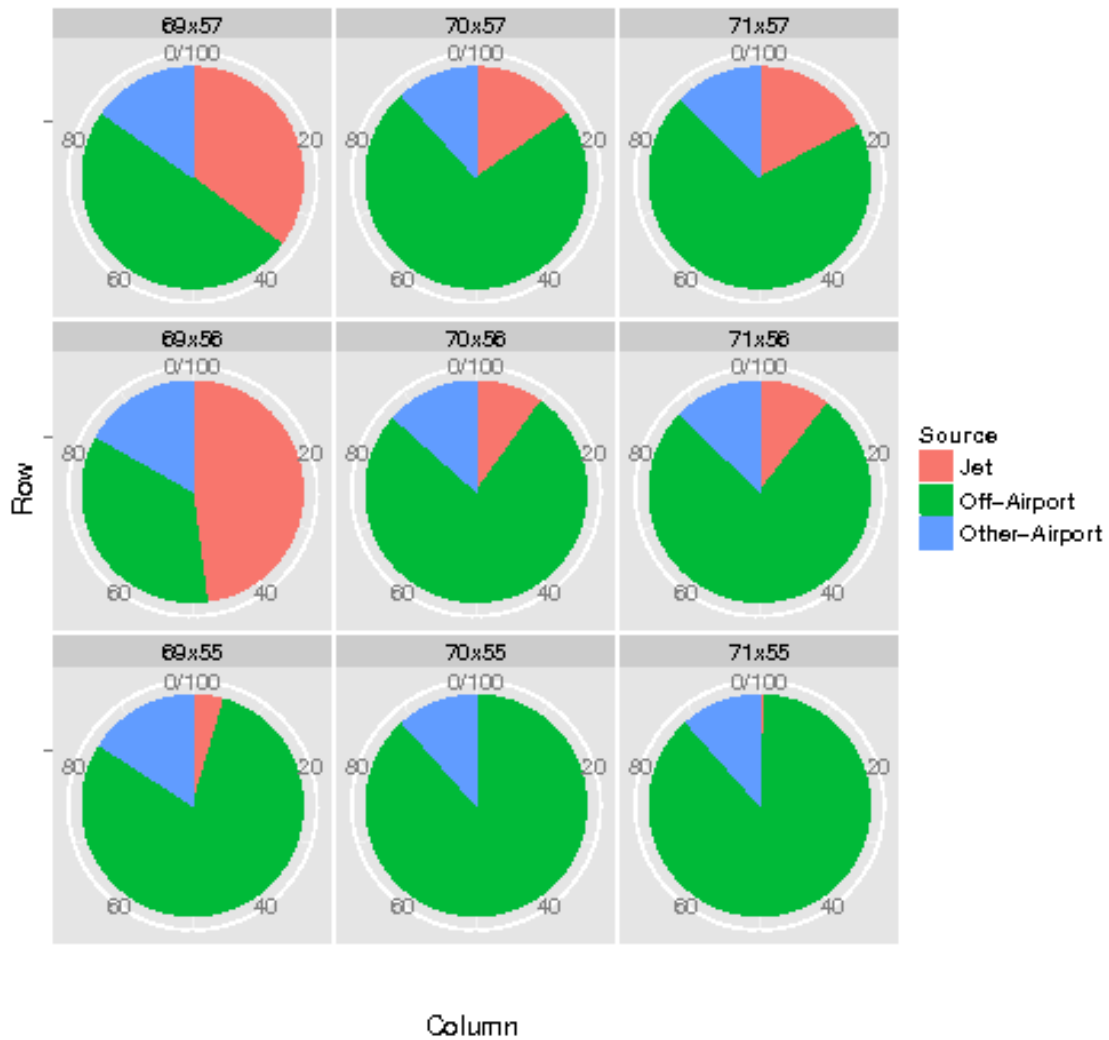 69x57 70x57 71x57
0/100 0/100 0/100
80 20 80 20 80 20
60 40 60 40 60 40
69x56 70x56 71x56
0/100 0/100 0/100
80 20 80 20 80 20
60 40 60 40 60 40
69x55 70x55 71x55
0/100 0/100 0/100
80 20 80 20 80 20
60 40 60 40 60 40
Row
Column
Source
Jet
Off-Airport
Other-Airport